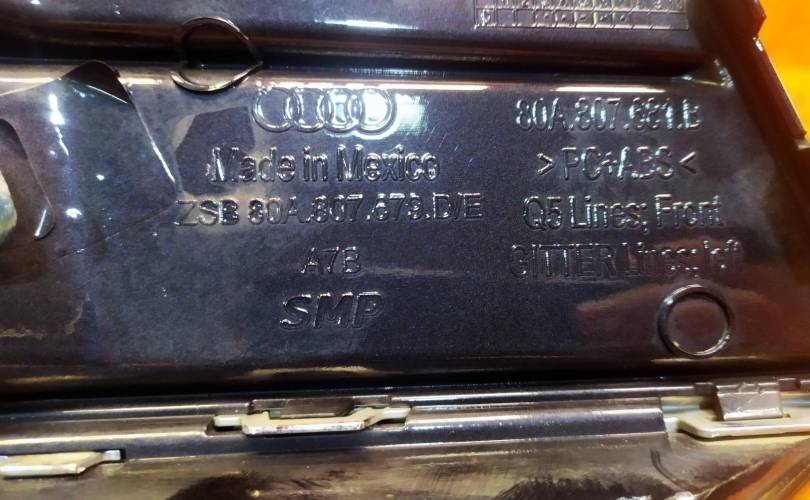 Made in Mexico
ZSB 80A.807.679.D/E
A7B
SMP
80A.807.681.B
>PC+ABS<
Q5 Lines; Front
GITTER Lines; left